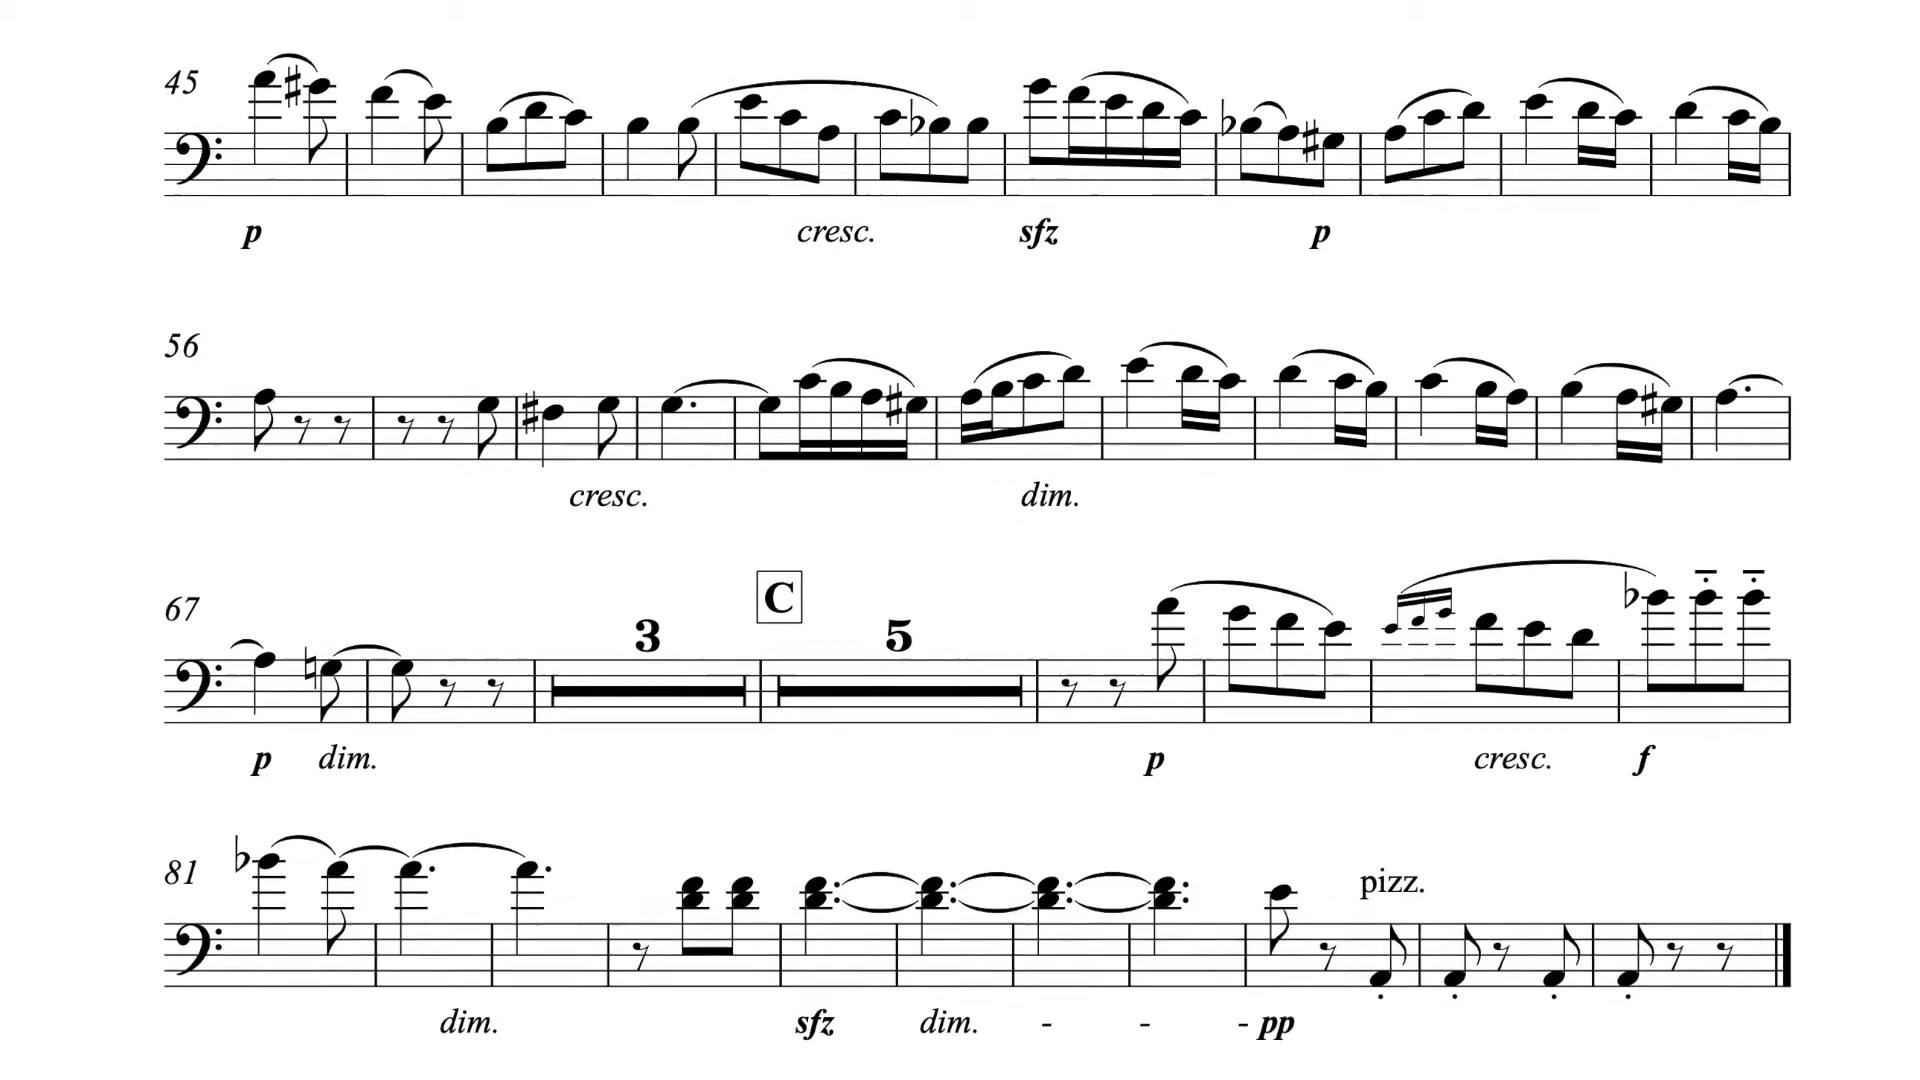 45
p cresc. sfz p
56
cresc. dim.
67 3 C 5
p dim. p cresc. f
81 pizz.
dim. sfz dim. - - - pp